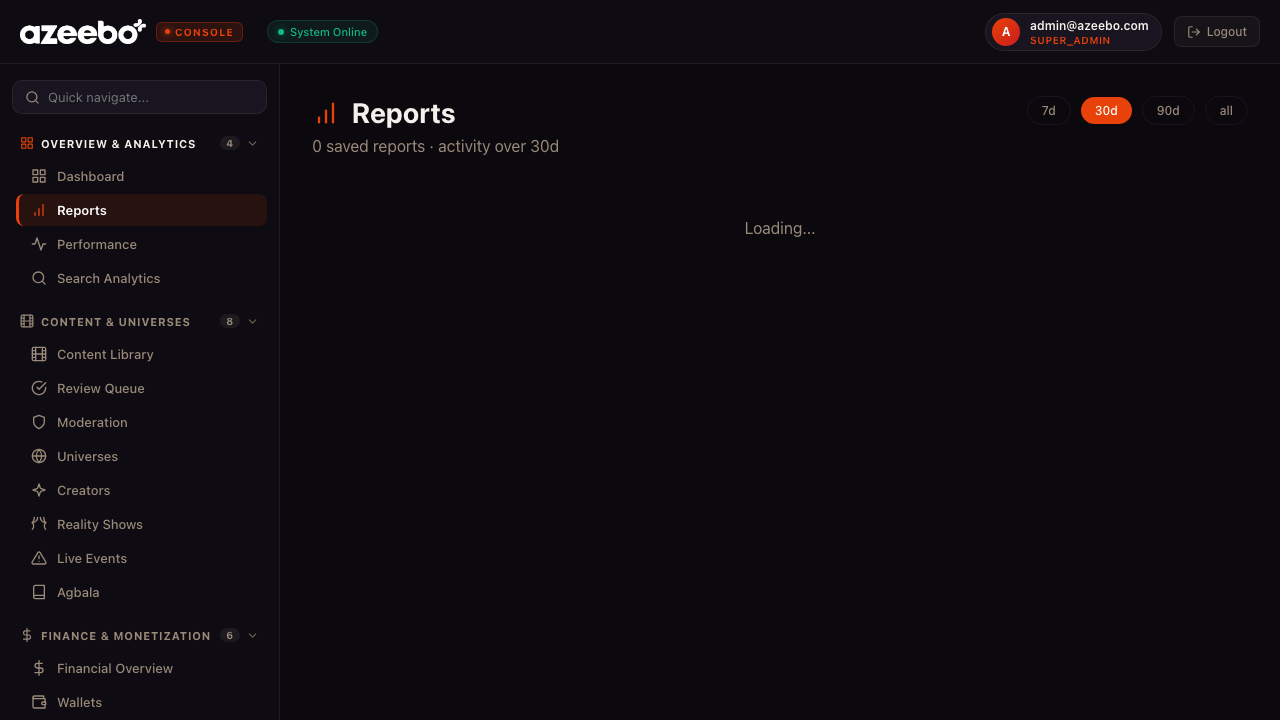 azeebo
CONSOLE
System Online
A
admin@azeebo.com
SUPER_ADMIN
Logout
Quick navigate...
OVERVIEW & ANALYTICS 4
Dashboard
Reports
Performance
Search Analytics
CONTENT & UNIVERSES 8
Content Library
Review Queue
Moderation
Universes
Creators
Reality Shows
Live Events
Agbala
FINANCE & MONETIZATION 6
Financial Overview
Wallets
Reports
0 saved reports · activity over 30d
7d 30d 90d all
Loading...